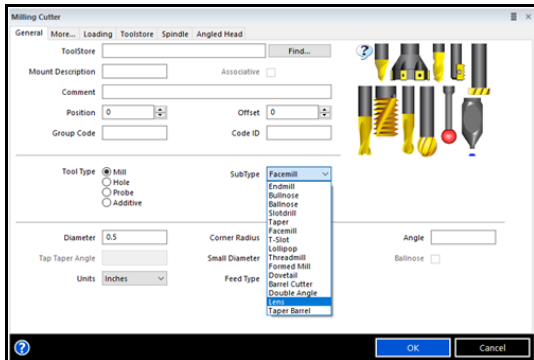 Milling Cutter
General More... Loading Toolstore Spindle Angled Head
ToolStore Find...
Mount Description Associative
Comment
Position 0 Offset 0
Group Code Code ID
Tool Type Mill SubType Facemill
Hole
Probe
Additive
Endmill
Bullnose
Ballnose
Slotdrill
Taper
Facemill
T-Slot
Lollipop
Threadmill
Formed Mill
Dovetail
Barrel Cutter
Double Angle
Lens
Taper Barrel
Diameter 0.5 Corner Radius Angle
Tap Taper Angle Small Diameter Ballnose
Units Inches Feed Type
OK Cancel